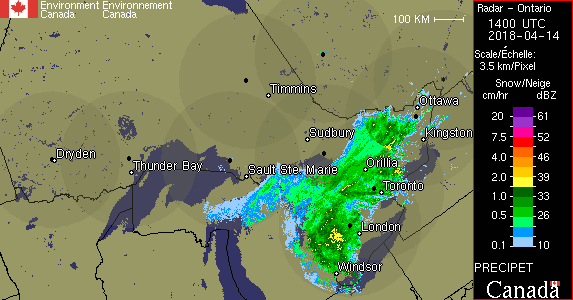 Environment Environnement
Canada Canada
100 KM
Timmins
Ottawa
Sudbury
Kingston
Dryden
Thunder Bay
Sault Ste-Marie
Orillia
Toronto
London
Windsor
Radar - Ontario
1400 UTC
2018-04-14
Scale/Échelle:
3.5 km/Pixel
Snow/Neige
cm/hr dBZ
20 61
7.5 52
4.0 46
2.0 39
1.0 33
0.5 26
0.1 10
PRECIPET
Canada